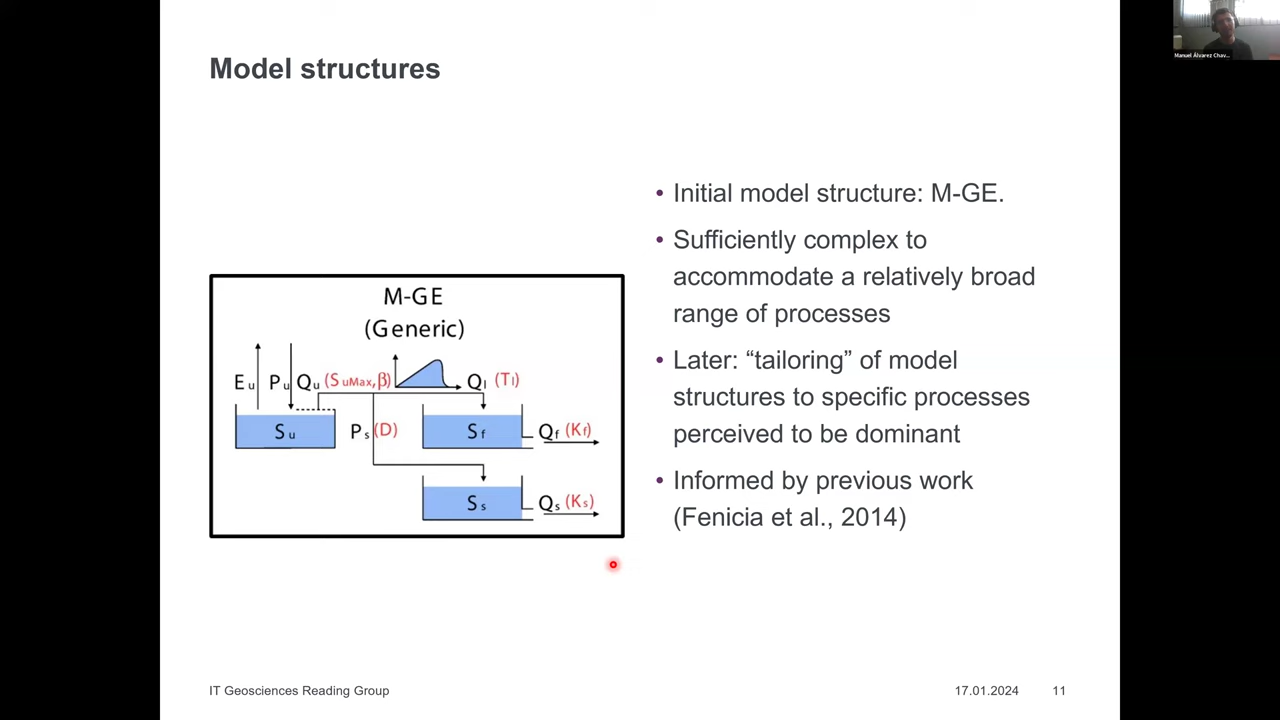 Manuel Álvarez Chav...
Model structures
M-GE
(Generic)
Eu Pu Qu (SuMax,β) Ql (Tl)
Su Ps (D) Sf Qf (Kf)
Ss Qs (Ks)
• Initial model structure: M-GE.
• Sufficiently complex to
accommodate a relatively broad
range of processes
• Later: “tailoring” of model
structures to specific processes
perceived to be dominant
• Informed by previous work
(Fenicia et al., 2014)
IT Geosciences Reading Group
17.01.2024
11